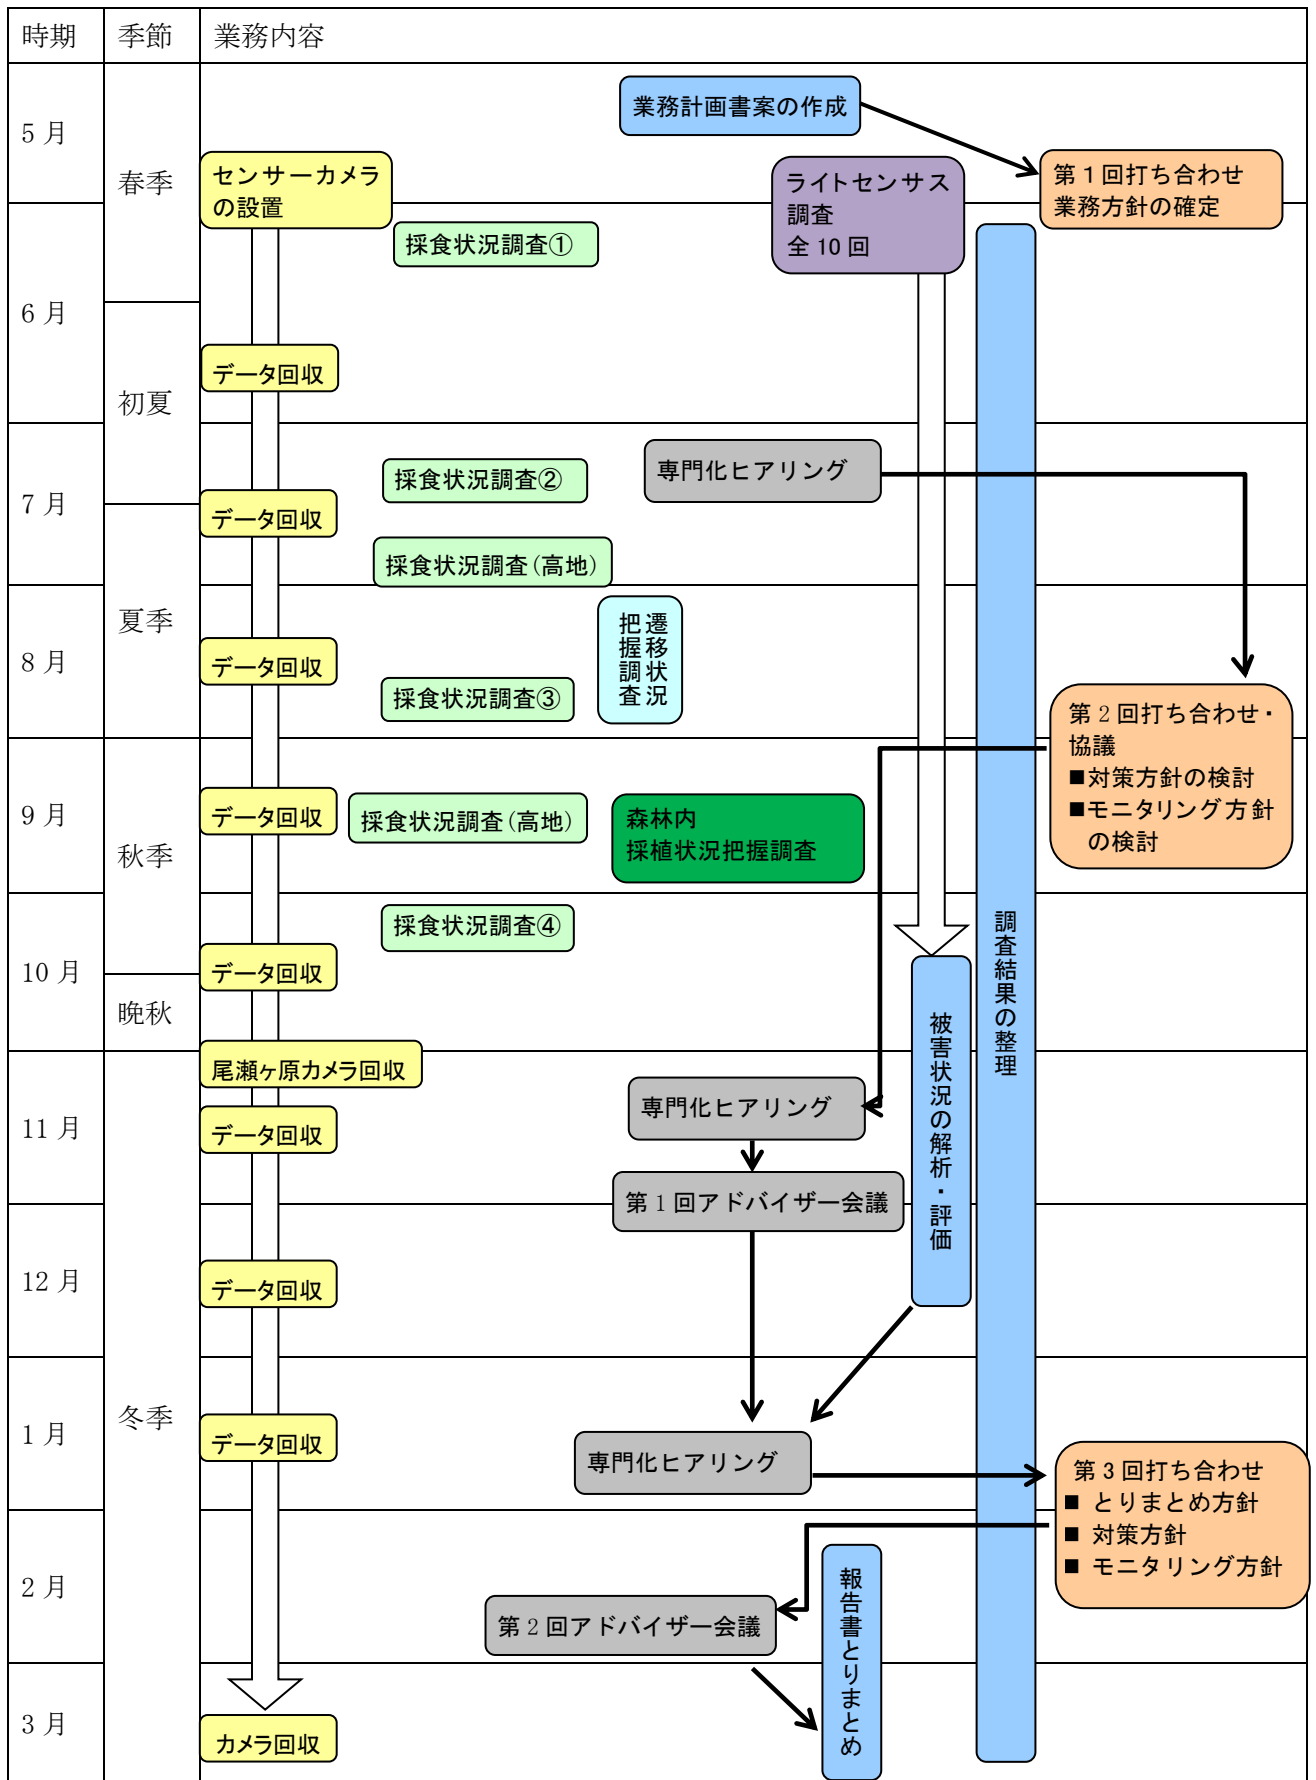 時期 季節 業務内容
5 月
春季
業務計画書案の作成
センサーカメラ
の設置
ライトセンサス
調査
全 10 回
第 1 回打ち合わせ
業務方針の確定
採食状況調査①
6 月
データ回収
初夏
採食状況調査②
専門化ヒアリング
7 月
データ回収
採食状況調査(高地)
夏季
遷移状況
把握調査
8 月
データ回収
採食状況調査③
第 2 回打ち合わせ・
協議
■対策方針の検討
■モニタリング方針
の検討
9 月
データ回収
採食状況調査(高地)
森林内
採植状況把握調査
秋季
採食状況調査④
調査結果の整理
10 月
データ回収
晩秋
被害状況の解析・評価
尾瀬ヶ原カメラ回収
専門化ヒアリング
11 月
データ回収
第 1 回アドバイザー会議
12 月
データ回収
冬季
1 月
データ回収
専門化ヒアリング
第 3 回打ち合わせ
■ とりまとめ方針
■ 対策方針
■ モニタリング方針
2 月
第 2 回アドバイザー会議
報告書とりまとめ
3 月
カメラ回収